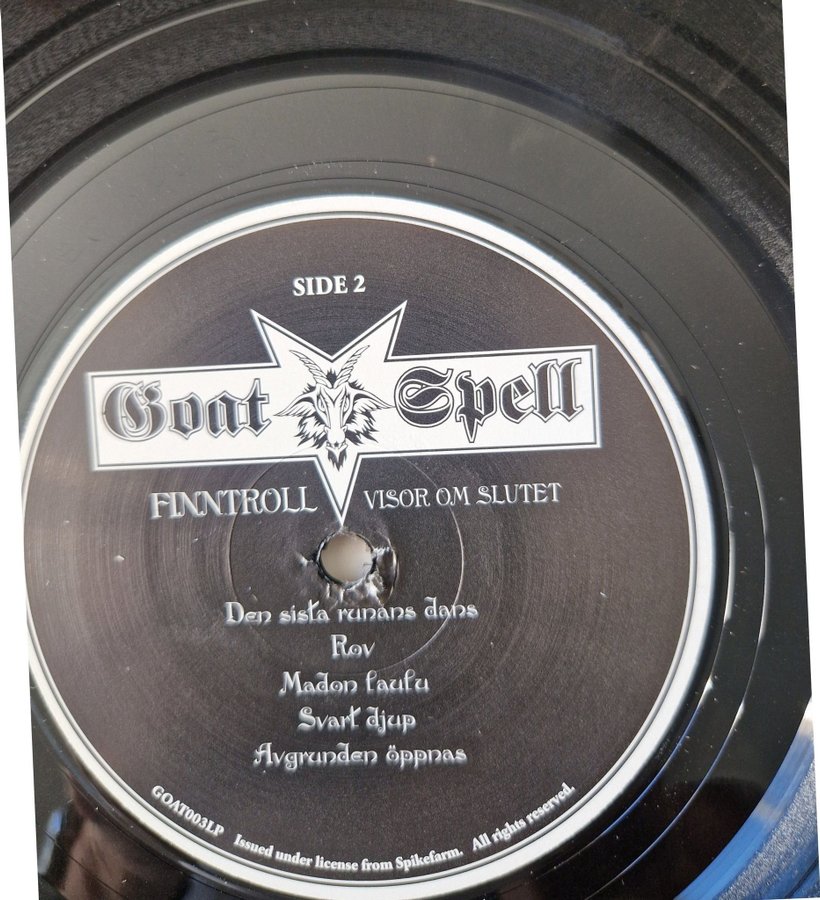 SIDE 2
Goat Spell
FINNTROLL VISOR OM SLUTET
Den sista runans dans
Rov
Madon laulu
Svart djup
Avgrunden öppnas
GOAT003LP Issued under license from Spikefarm. All rights reserved.